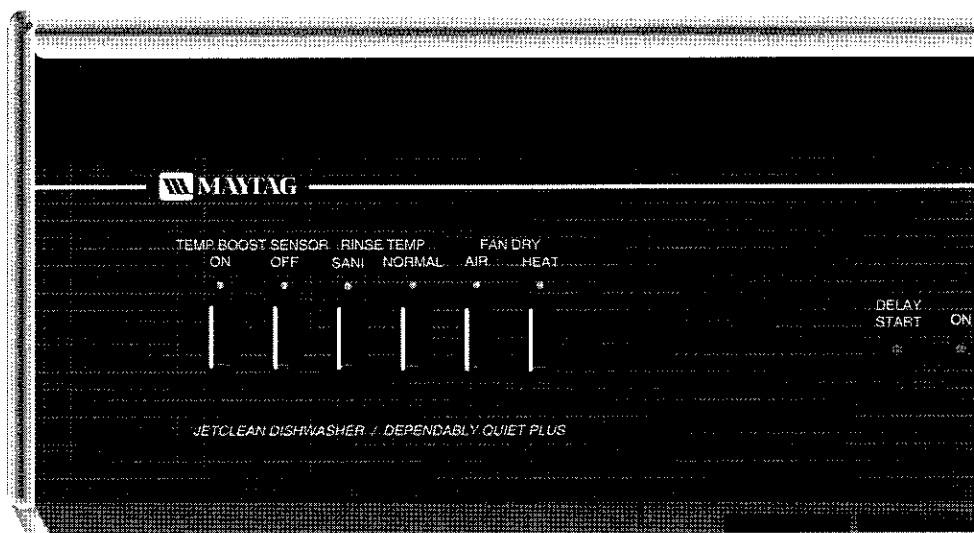 MAYTAG
TEMP BOOST SENSOR RINSE TEMP FAN DRY
ON OFF SANI NORMAL AIR HEAT
DELAY
START ON
JETCLEAN DISHWASHER / DEPENDABLY QUIET PLUS